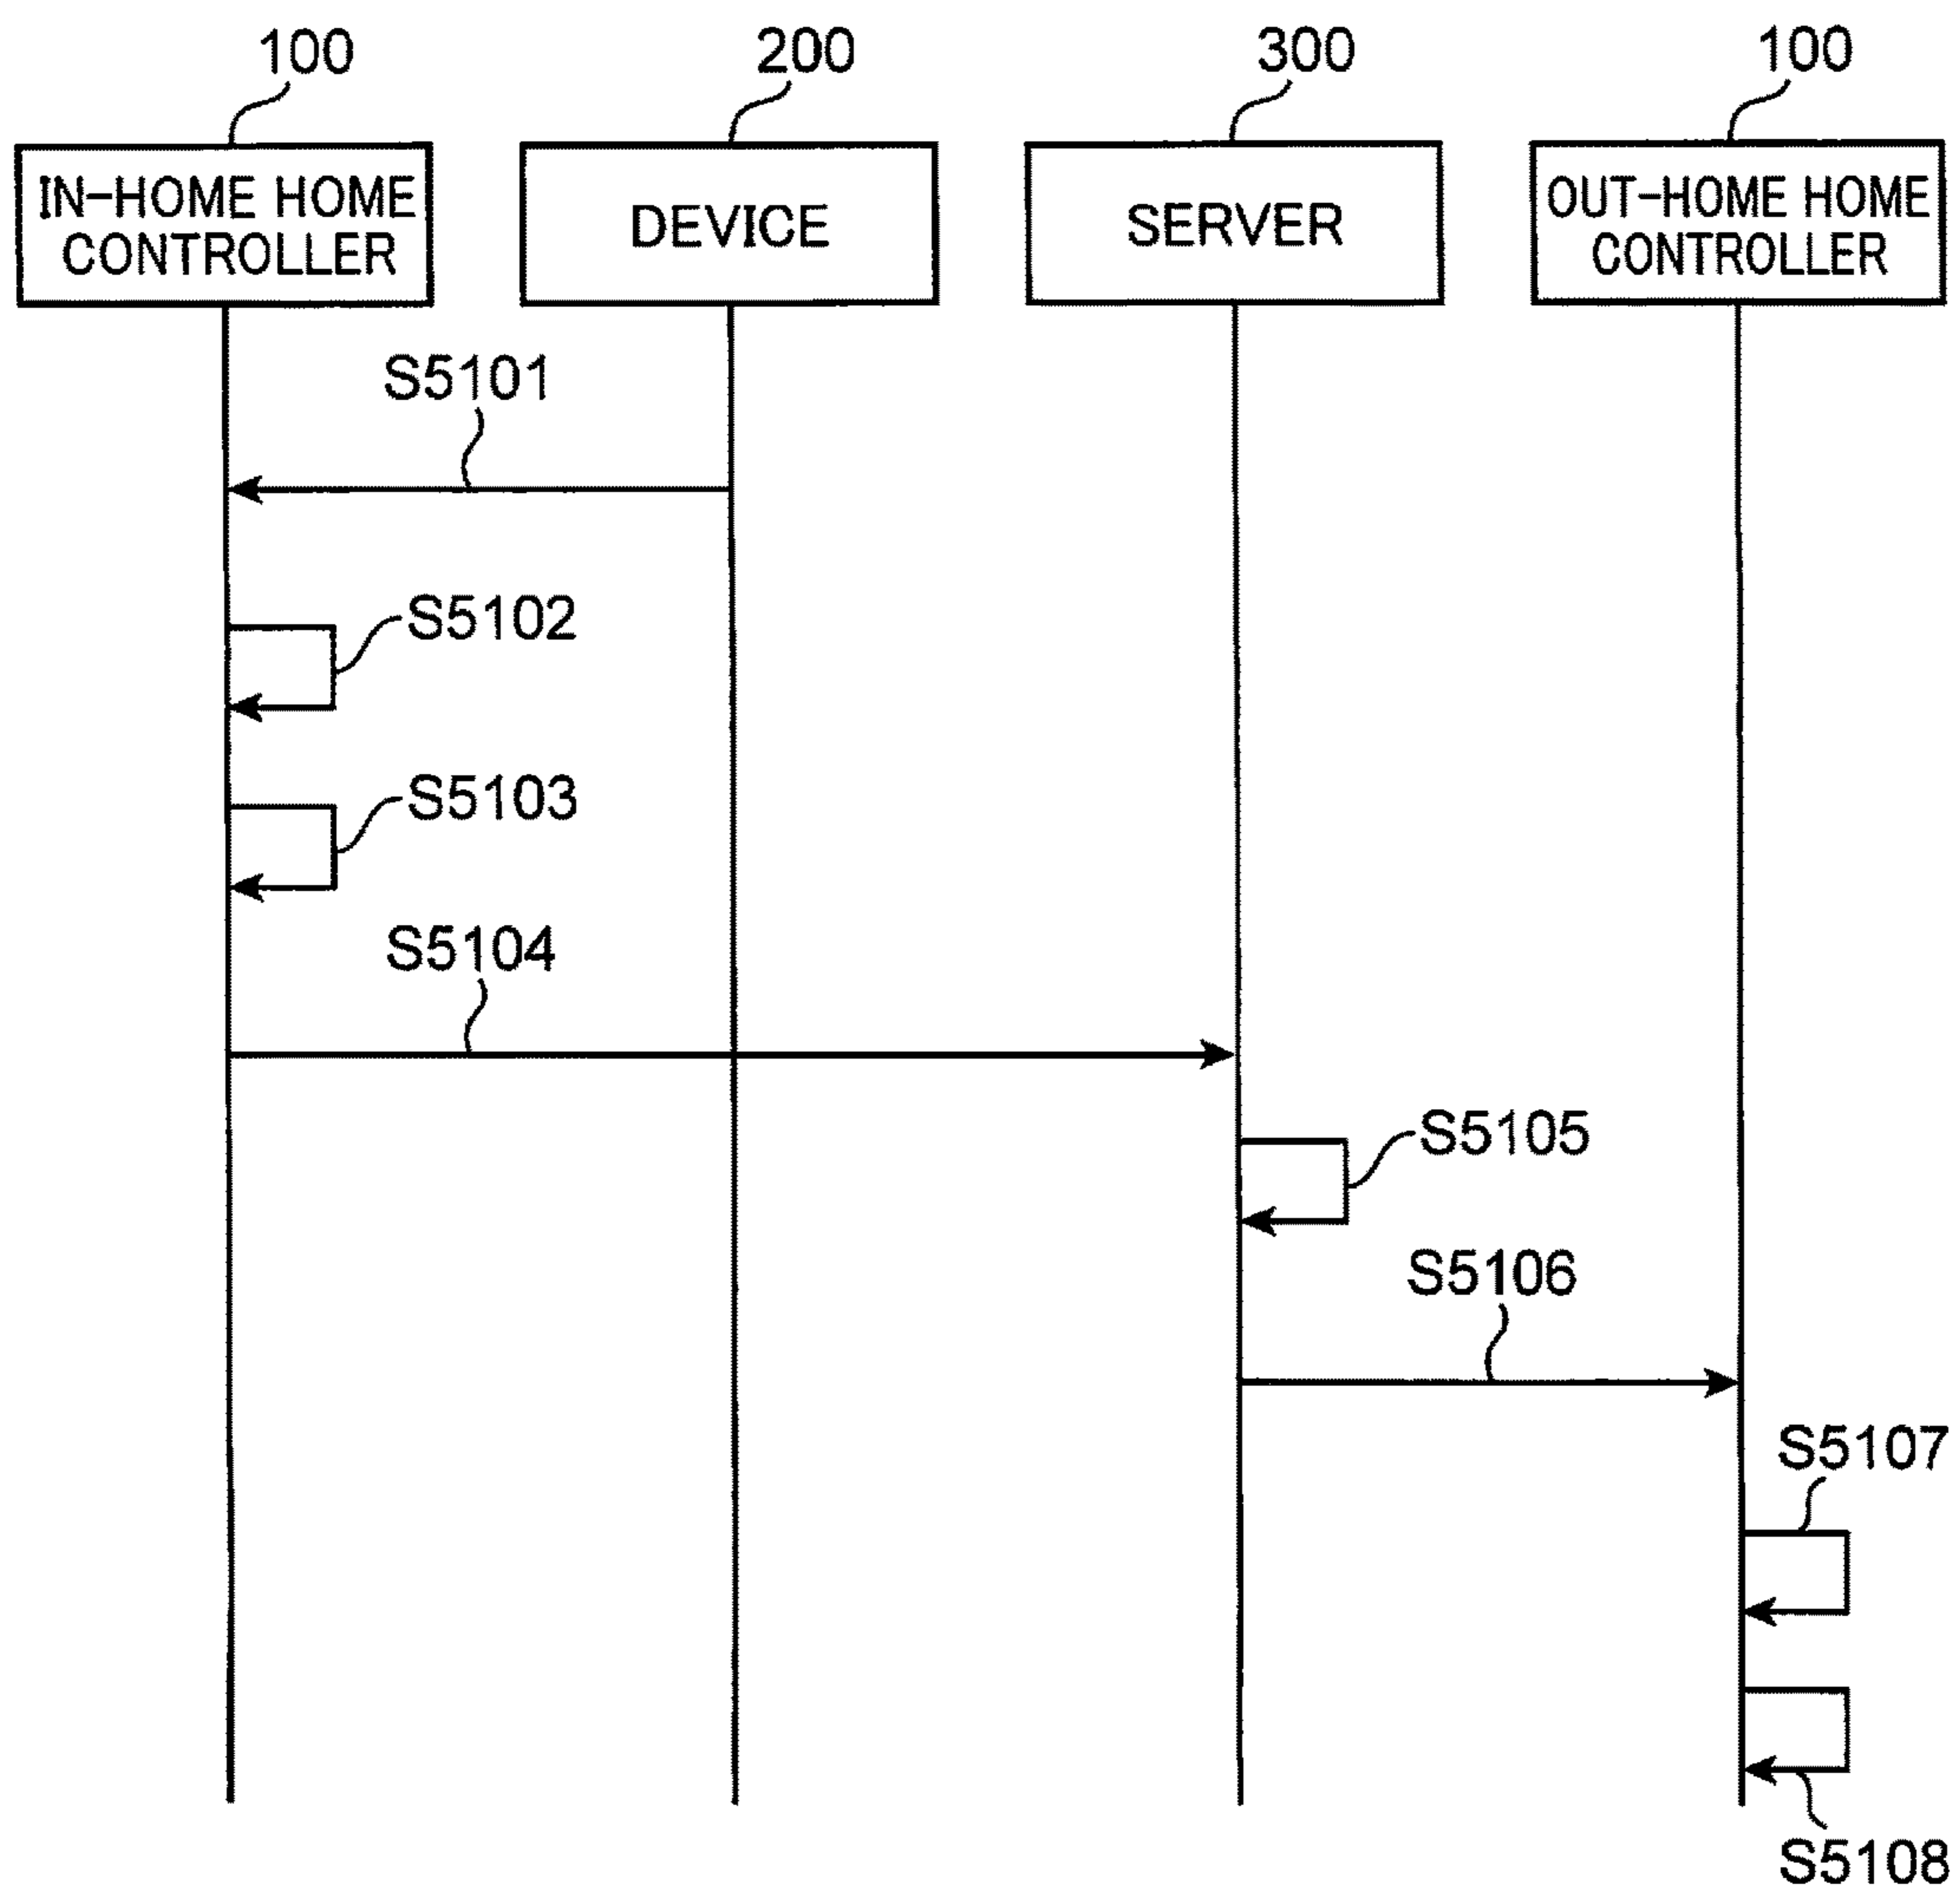 100
200
300
100
IN-HOME HOME
CONTROLLER
DEVICE
SERVER
OUT-HOME HOME
CONTROLLER
S5101
S5102
S5103
S5104
S5105
S5106
S5107
S5108